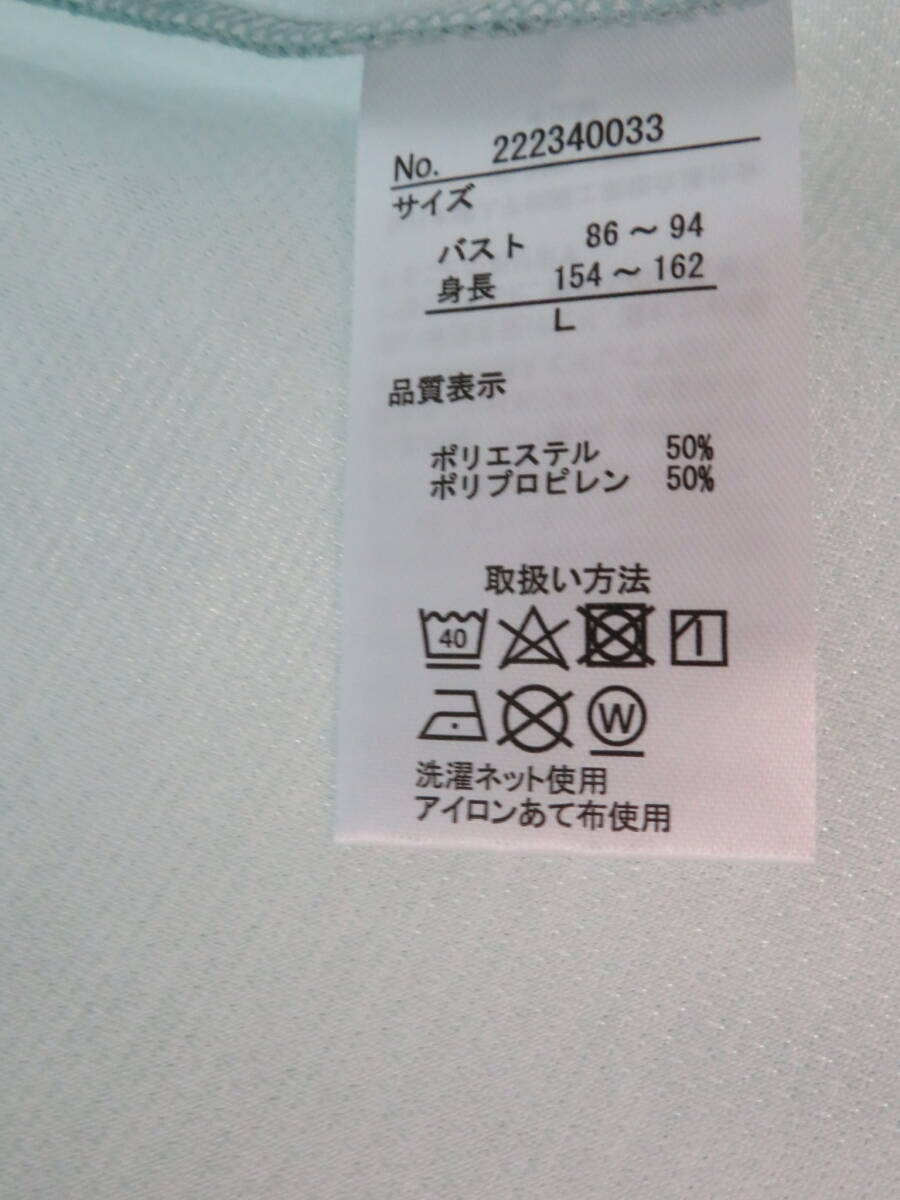 No. 222340033
サイズ
バスト 86～94
身長 154～162
L
品質表示
ポリエステル 50%
ポリプロピレン 50%
取扱い方法
40
W
洗濯ネット使用
アイロンあて布使用